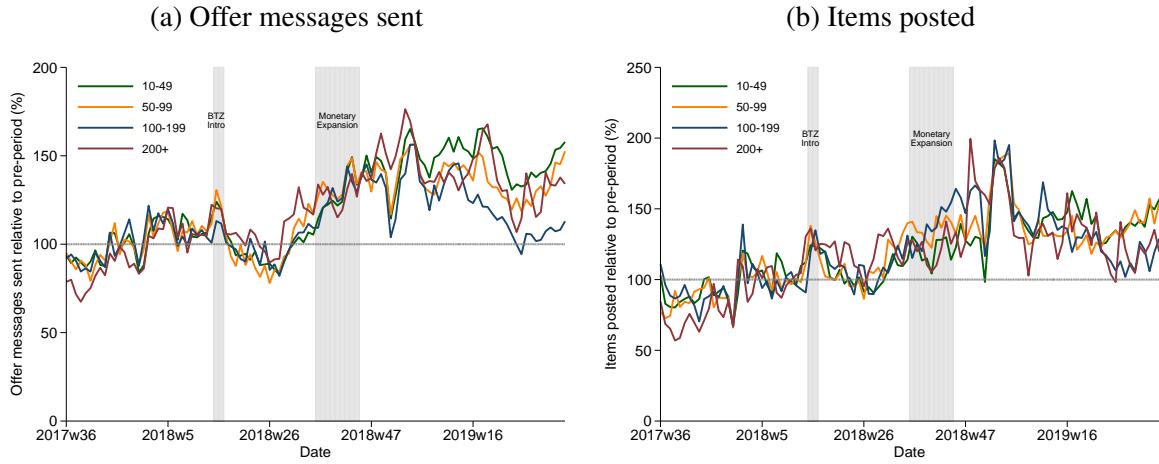 (a) Offer messages sent
Offer messages sent relative to pre-period (%)
200
150
100
50
0
10-49
50-99
100-199
200+
BTZ
Intro
Monetary
Expansion
2017w36
2018w5
2018w26
2018w47
2019w16
Date
(b) Items posted
Items posted relative to pre-period (%)
250
200
150
100
50
0
10-49
50-99
100-199
200+
BTZ
Intro
Monetary
Expansion
2017w36
2018w5
2018w26
2018w47
2019w16
Date